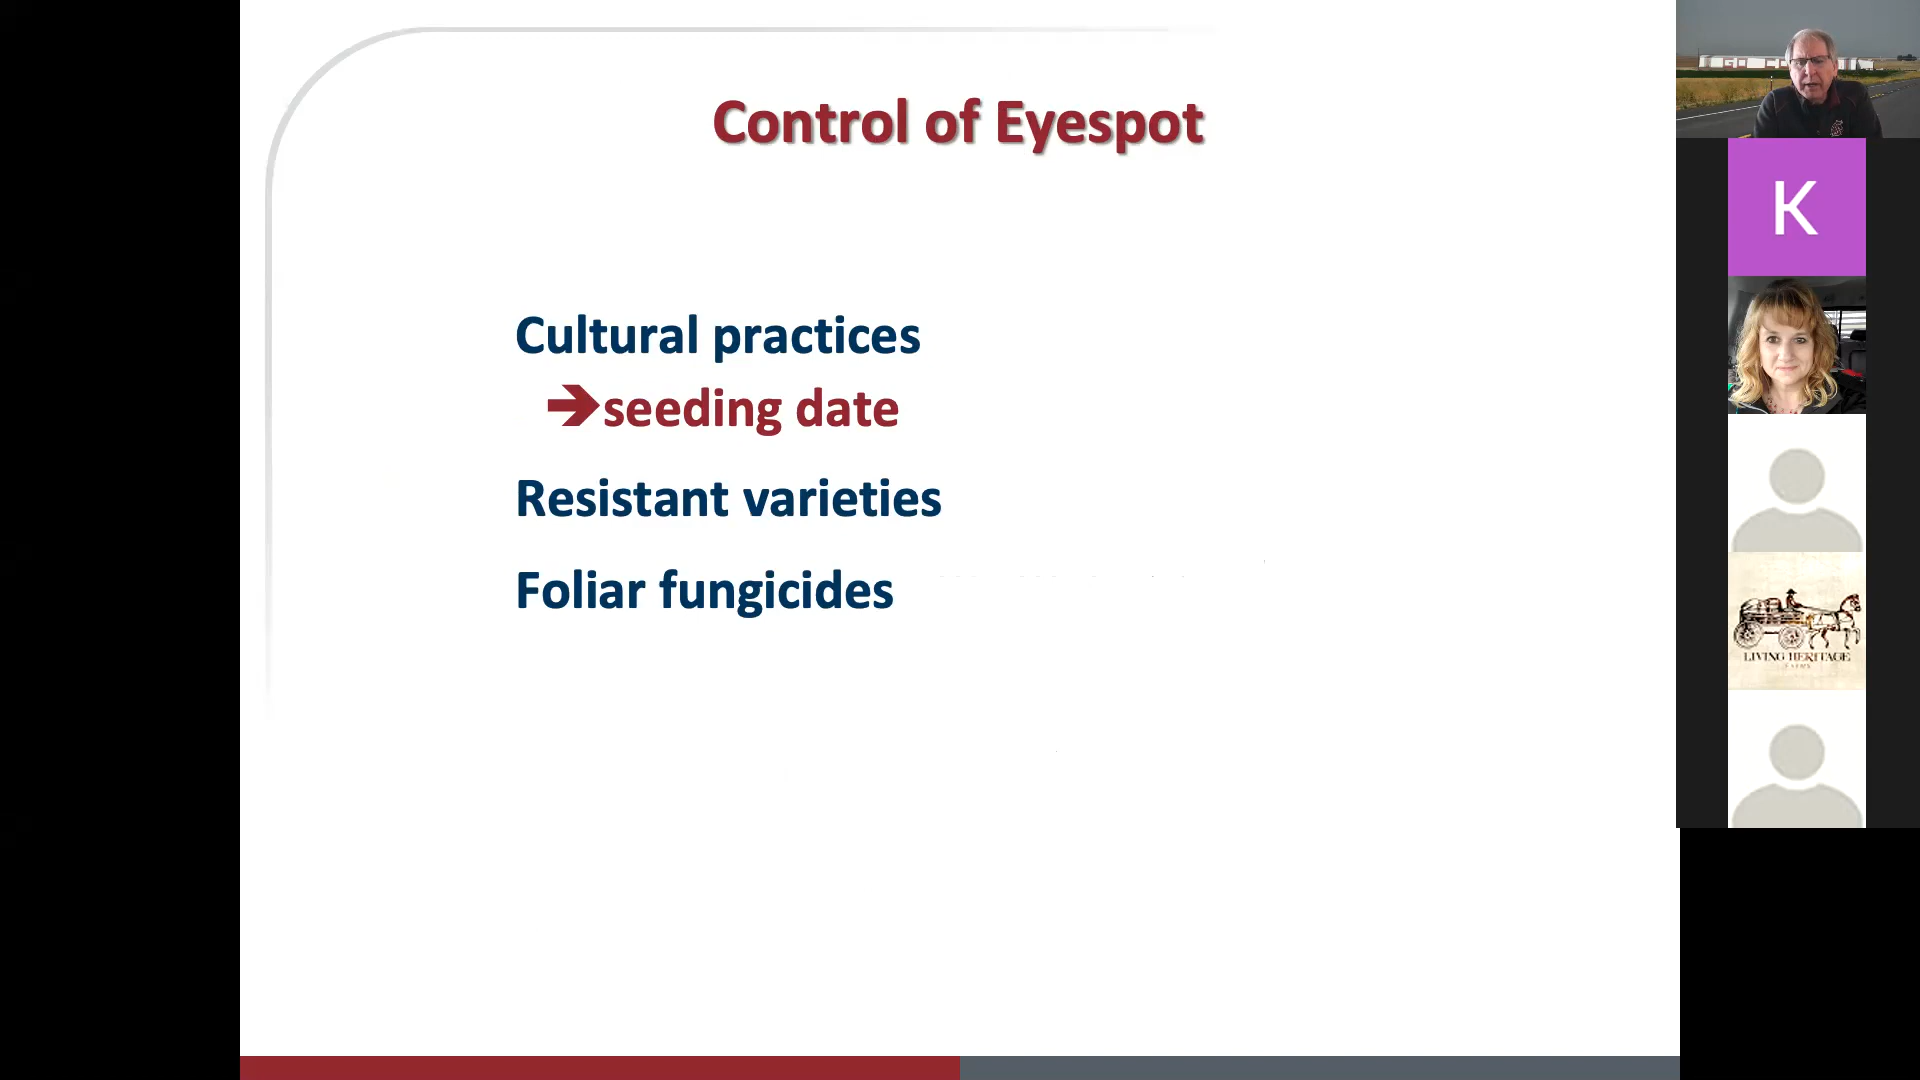 Control of Eyespot
Cultural practices
➔seeding date
Resistant varieties
Foliar fungicides
K
LIVING HERITAGE